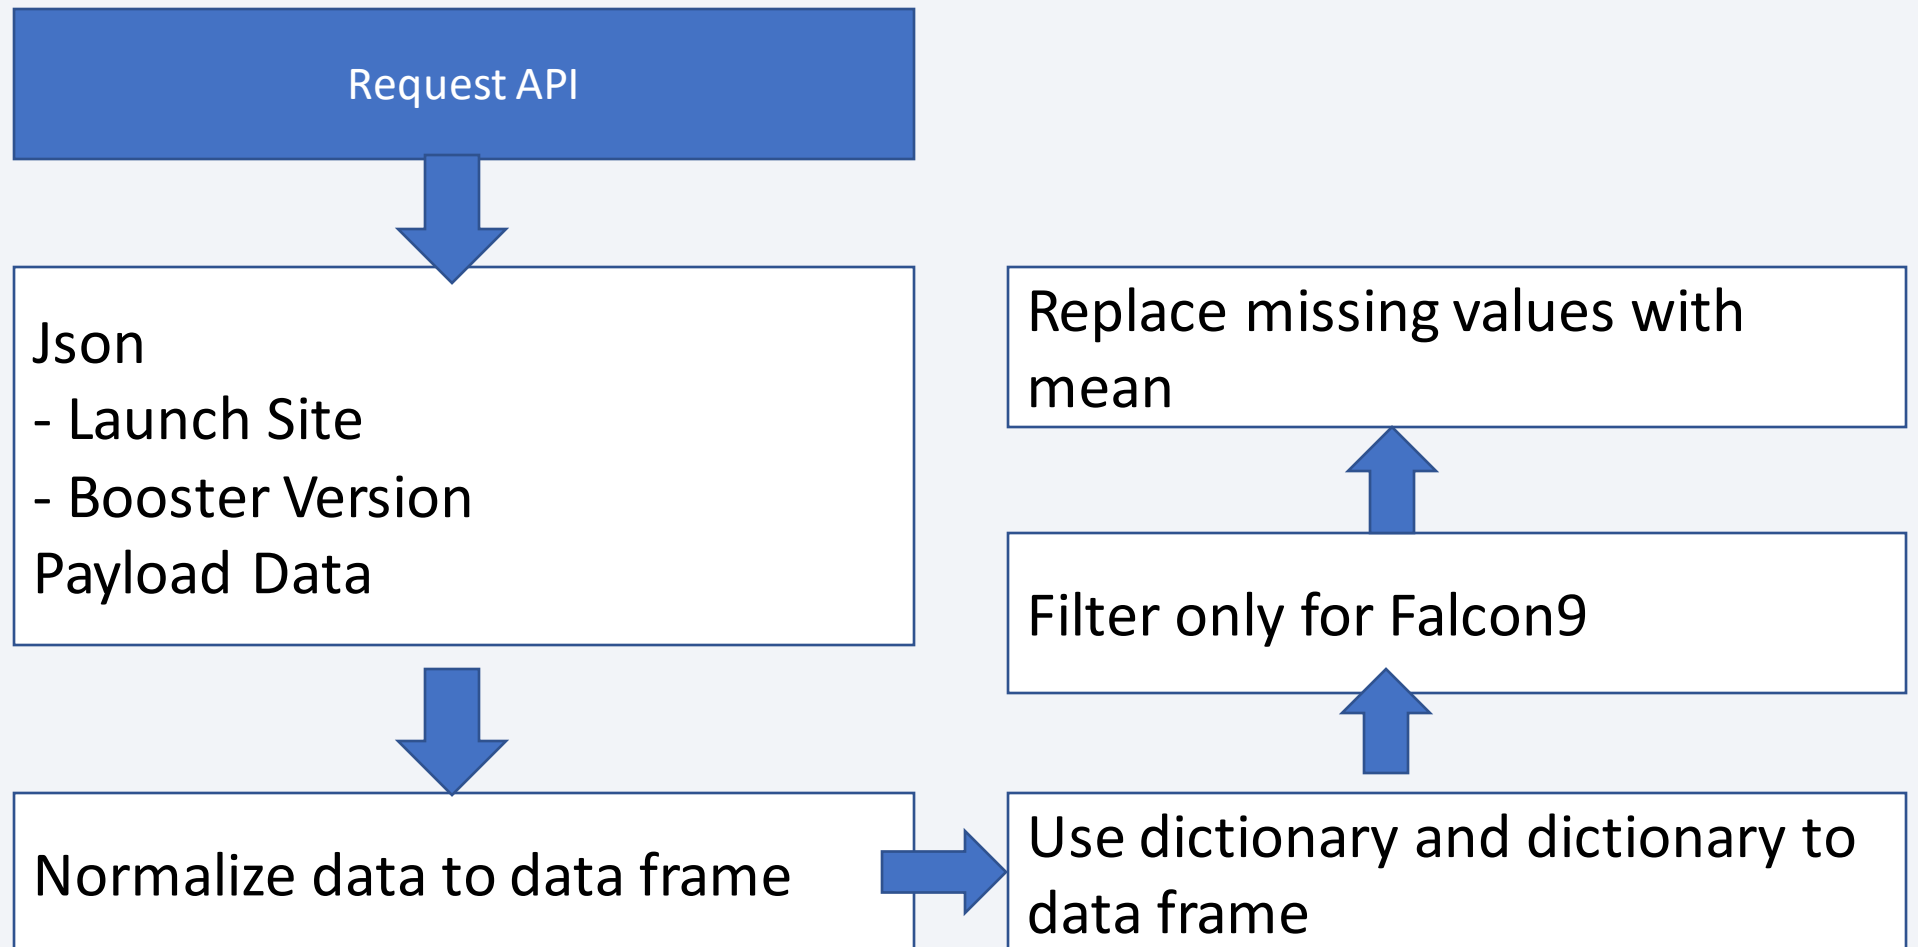 Request API
Json
- Launch Site
- Booster Version
Payload Data
Normalize data to data frame
Use dictionary and dictionary to
data frame
Filter only for Falcon9
Replace missing values with
mean